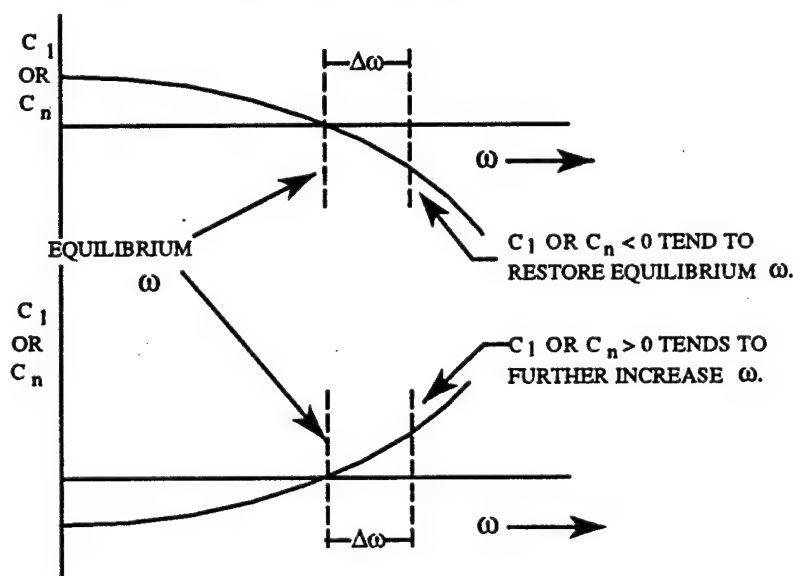 C l
OR
C n
Δω
ω
EQUILIBRIUM
ω
C l OR C n < 0 TEND TO
RESTORE EQUILIBRIUM ω.
C l
OR
C n
C l OR C n > 0 TENDS TO
FURTHER INCREASE ω.
Δω
ω